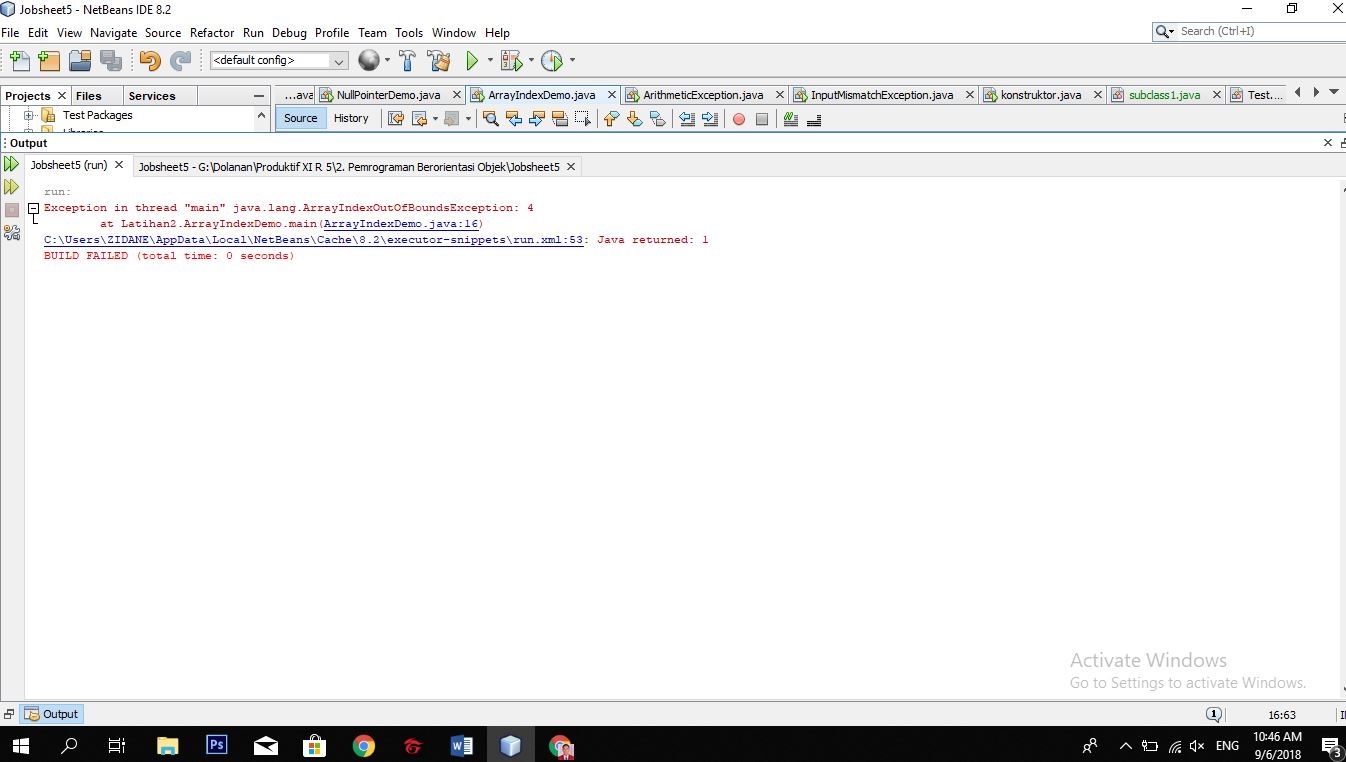 Jobsheet5 - NetBeans IDE 8.2
File Edit View Navigate Source Refactor Run Debug Profile Team Tools Window Help
Search (Ctrl+I)
<default config>
Projects Files Services
...ava NullPointerDemo.java ArrayIndexDemo.java ArithmeticException.java InputMismatchException.java konstruktor.java subclass1.java Test....
Test Packages
Source History
Libraries
Output
Jobsheet5 (run) Jobsheet5 - G:\Dolanan\Produktif XI R 5\2. Pemrograman Berorientasi Objek\Jobsheet5
run:
Exception in thread "main" java.lang.ArrayIndexOutOfBoundsException: 4
at Latihan2.ArrayIndexDemo.main(ArrayIndexDemo.java:16)
C:\Users\ZIDANE\AppData\Local\NetBeans\Cache\8.2\executor-snippets\run.xml:53: Java returned: 1
BUILD FAILED (total time: 0 seconds)
Activate Windows
Go to Settings to activate Windows.
Output
1
16:63
Ps
ENG
10:46 AM
9/6/2018
3